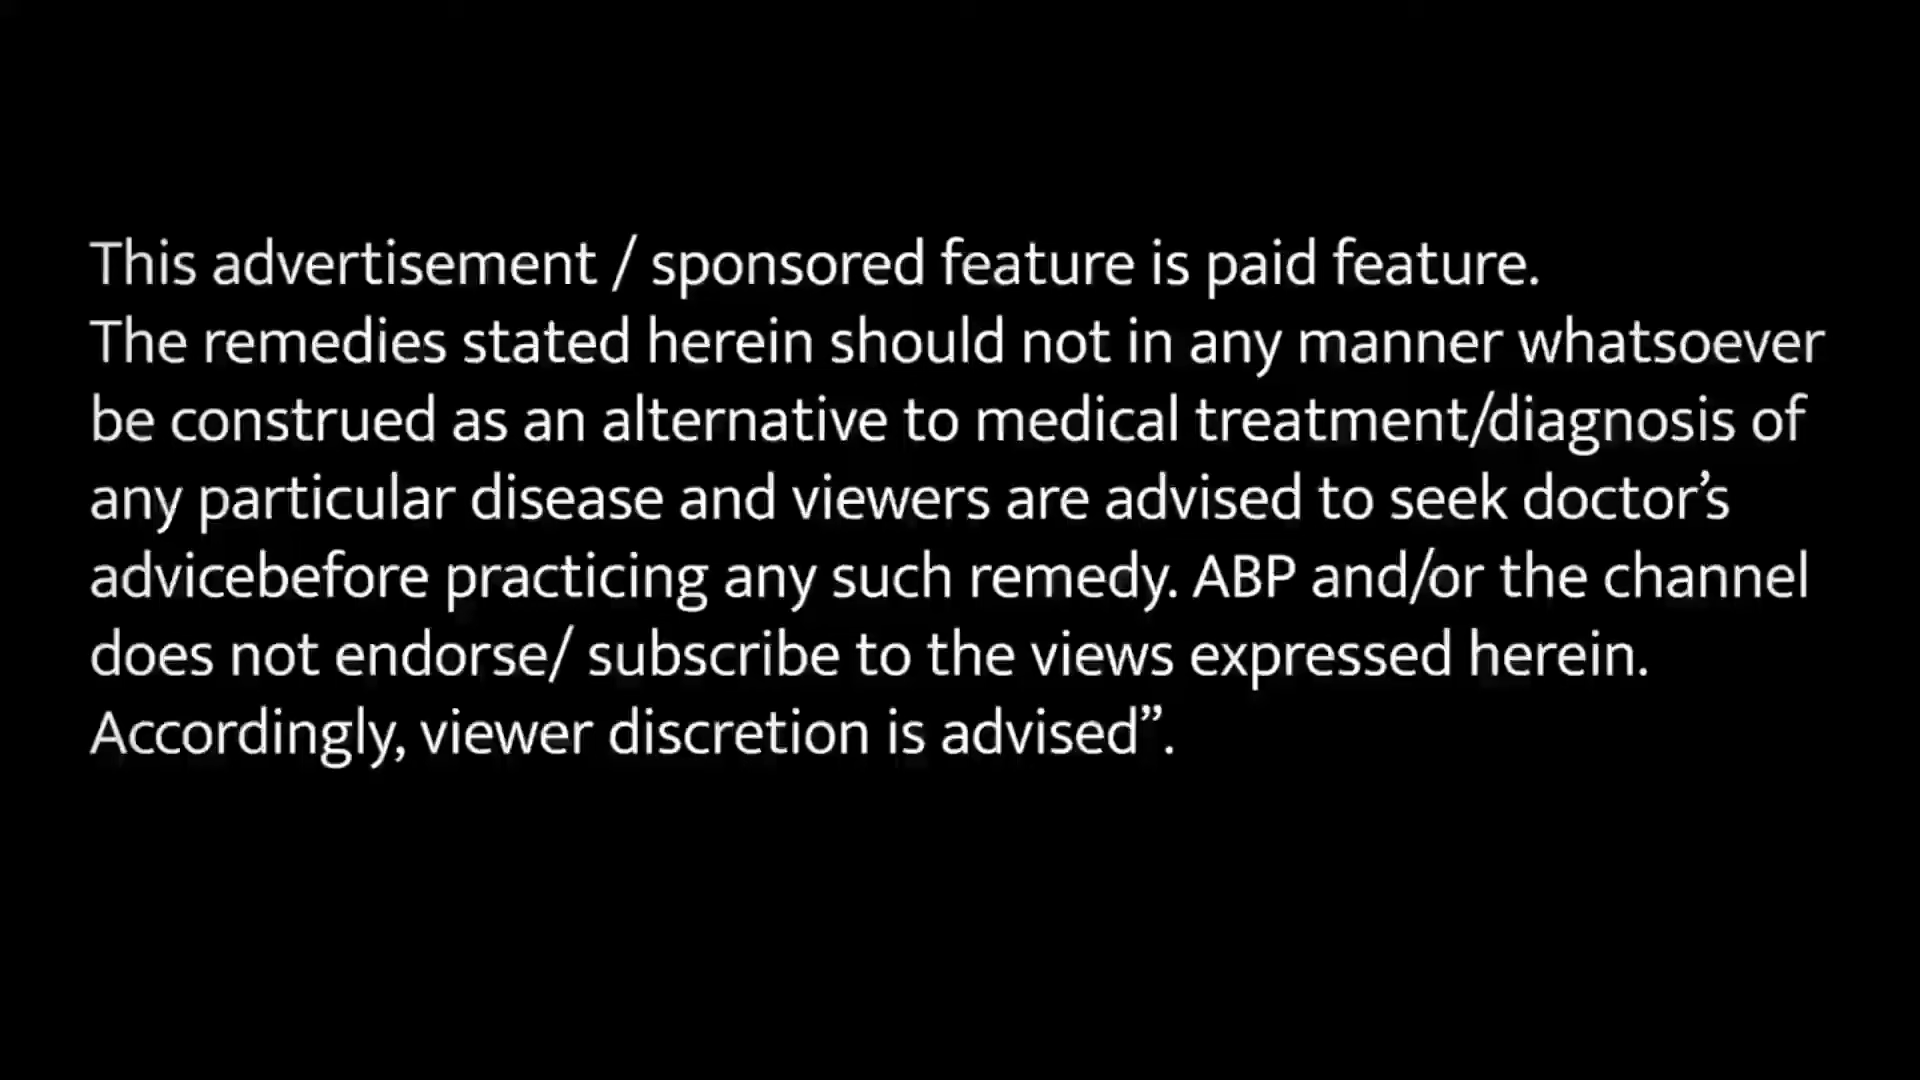 This advertisement / sponsored feature is paid feature.
The remedies stated herein should not in any manner whatsoever
be construed as an alternative to medical treatment/diagnosis of
any particular disease and viewers are advised to seek doctor’s
advicebefore practicing any such remedy. ABP and/or the channel
does not endorse/ subscribe to the views expressed herein.
Accordingly, viewer discretion is advised”.